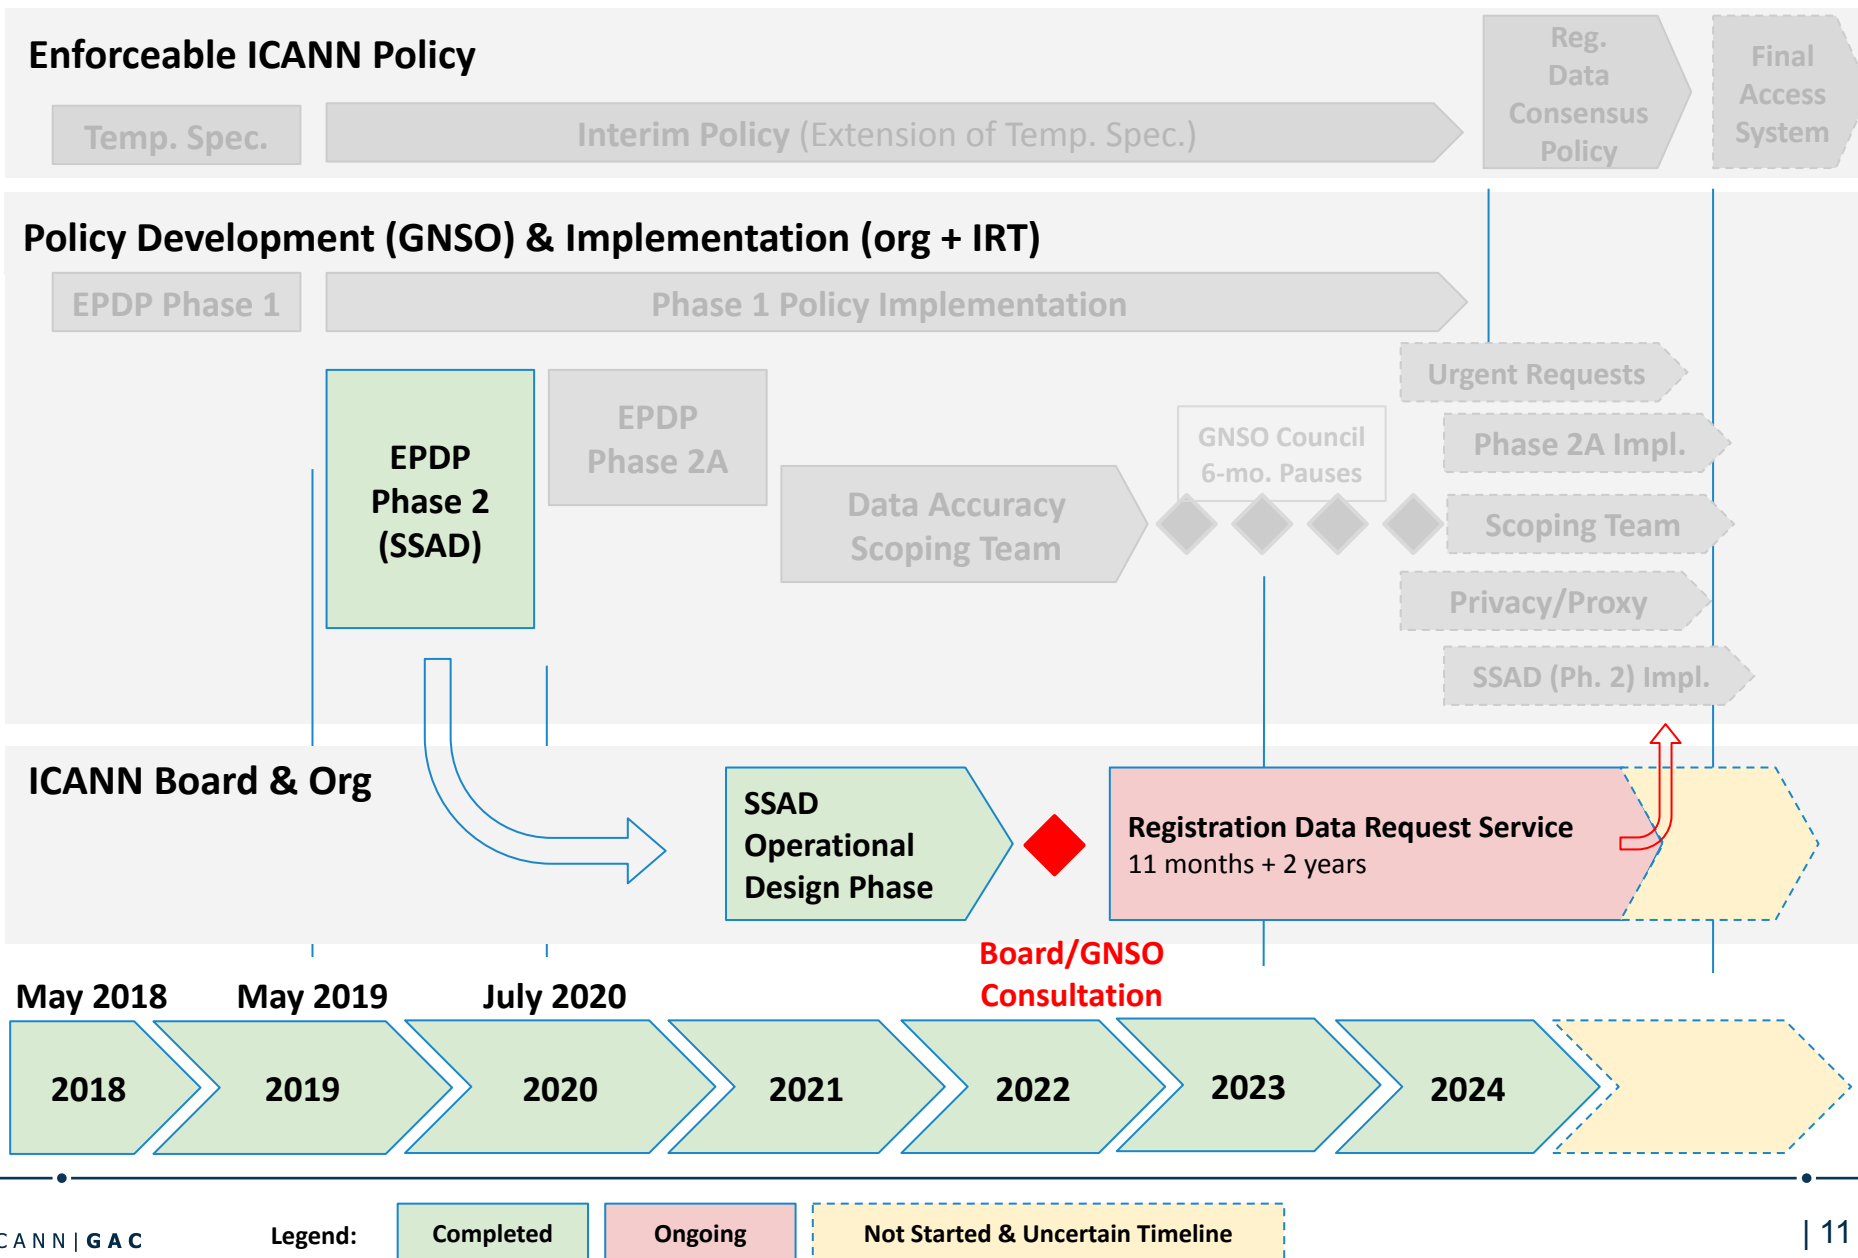 Enforceable ICANN Policy
Temp. Spec.
Interim Policy (Extension of Temp. Spec.)
Reg.
Data
Consensus
Policy
Final
Access
System
Policy Development (GNSO) & Implementation (org + IRT)
EPDP Phase 1
Phase 1 Policy Implementation
EPDP
Phase 2
(SSAD)
EPDP
Phase 2A
Data Accuracy
Scoping Team
GNSO Council
6-mo. Pauses
Urgent Requests
Phase 2A Impl.
Scoping Team
Privacy/Proxy
SSAD (Ph. 2) Impl.
ICANN Board & Org
SSAD
Operational
Design Phase
Registration Data Request Service
11 months + 2 years
Board/GNSO
Consultation
May 2018
May 2019
July 2020
2018
2019
2020
2021
2022
2023
2024
CANN|GAC
Legend:
Completed
Ongoing
Not Started & Uncertain Timeline
| 11